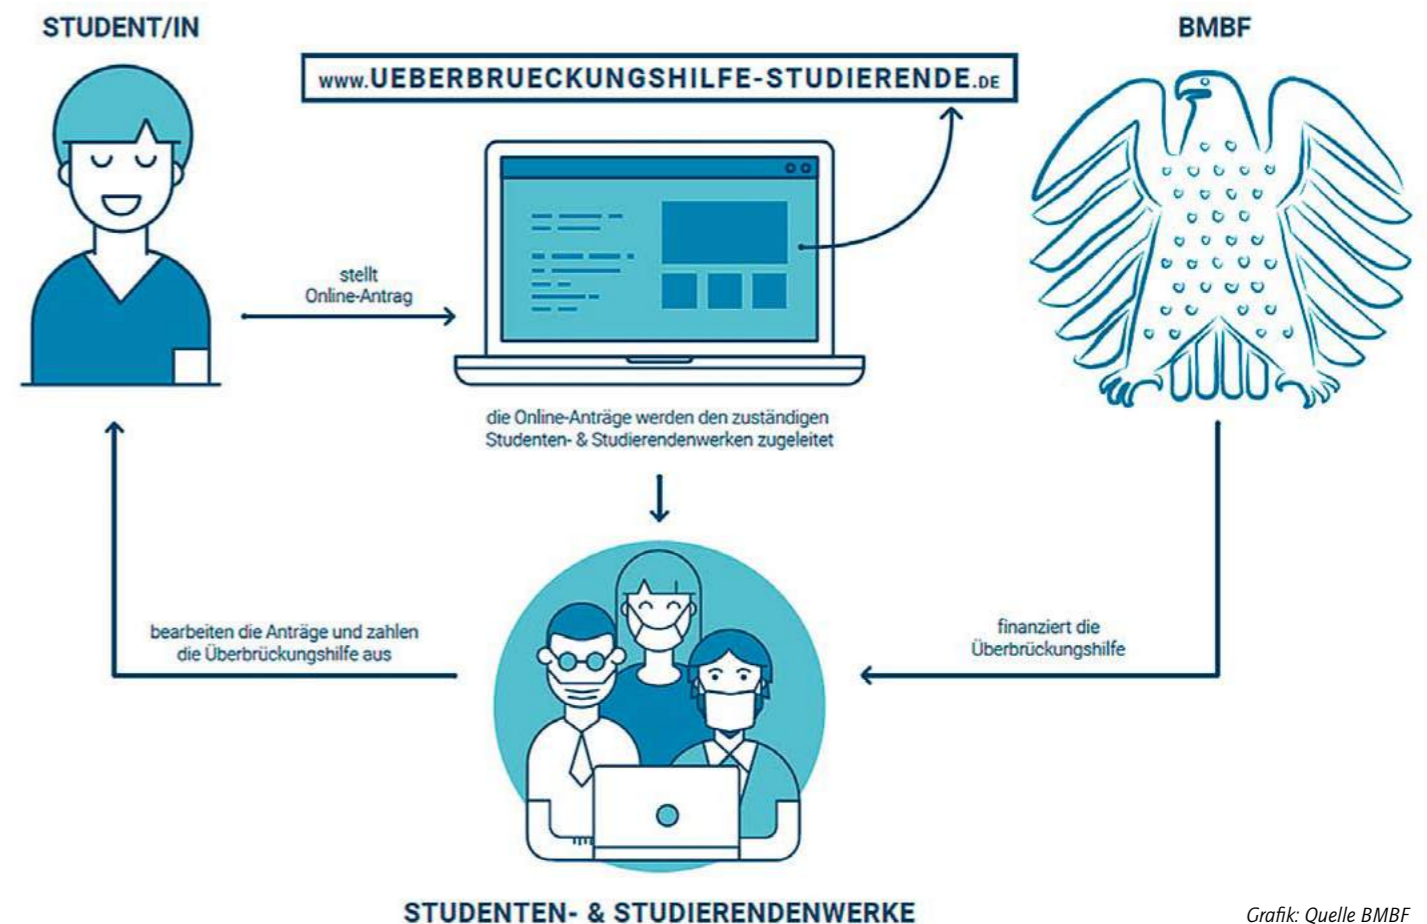 STUDENT/IN
BMBF
www.UEBERBRUECKUNGSHILFE-STUDIERENDE.DE
stellt
Online-Antrag
die Online-Anträge werden den zuständigen
Studenten- & Studierendenwerken zugeleitet
bearbeiten die Anträge und zahlen
die Überbrückungshilfe aus
finanziert die
Überbrückungshilfe
STUDENTEN- & STUDIERENDENWERKE
Grafik: Quelle BMBF